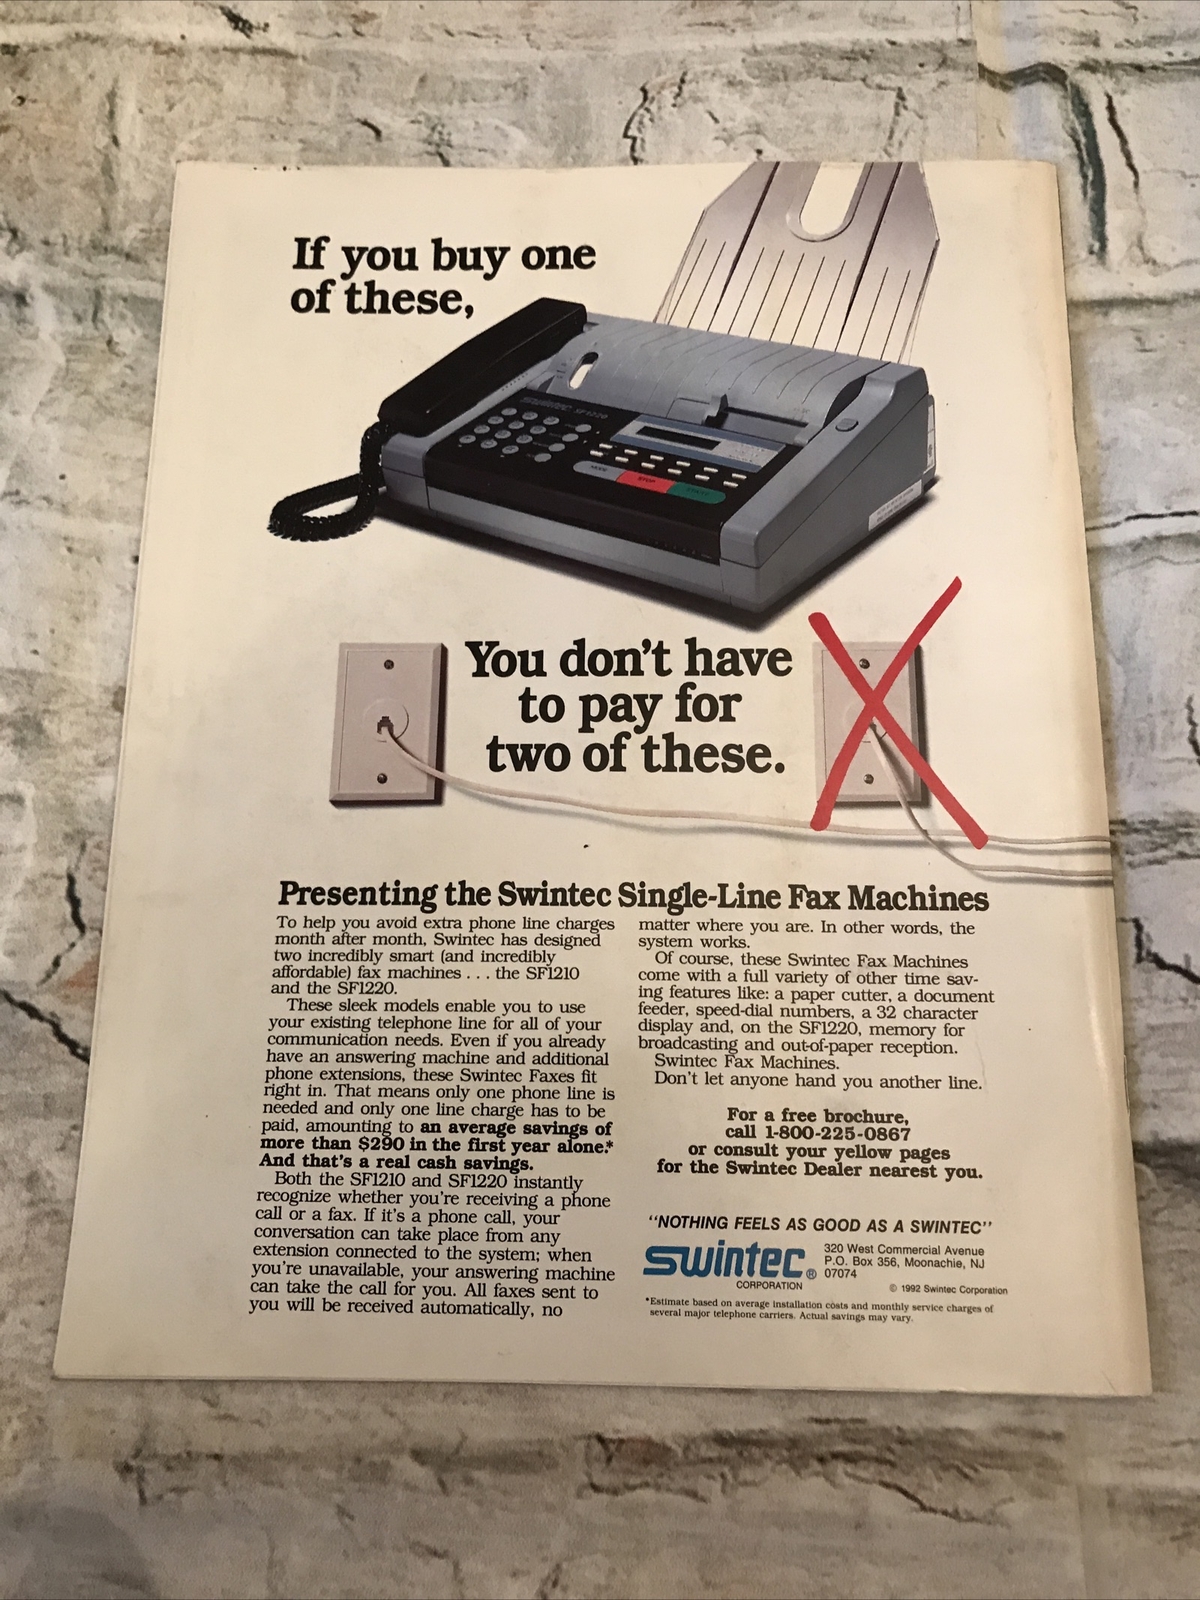 If you buy one
of these,
swintec SF1220
MODE
STOP
START
You don't have
to pay for
two of these.
Presenting the Swintec Single-Line Fax Machines
To help you avoid extra phone line charges
month after month, Swintec has designed
two incredibly smart (and incredibly
affordable) fax machines . . . the SF1210
and the SF1220.
These sleek models enable you to use
your existing telephone line for all of your
communication needs. Even if you already
have an answering machine and additional
phone extensions, these Swintec Faxes fit
right in. That means only one phone line is
needed and only one line charge has to be
paid, amounting to an average savings of
more than $290 in the first year alone.*
And that's a real cash savings.
Both the SF1210 and SF1220 instantly
recognize whether you're receiving a phone
call or a fax. If it's a phone call, your
conversation can take place from any
extension connected to the system; when
you're unavailable, your answering machine
can take the call for you. All faxes sent to
you will be received automatically, no
matter where you are. In other words, the
system works.
Of course, these Swintec Fax Machines
come with a full variety of other time sav-
ing features like: a paper cutter, a document
feeder, speed-dial numbers, a 32 character
display and, on the SF1220, memory for
broadcasting and out-of-paper reception.
Swintec Fax Machines.
Don't let anyone hand you another line.
For a free brochure,
call 1-800-225-0867
or consult your yellow pages
for the Swintec Dealer nearest you.
"NOTHING FEELS AS GOOD AS A SWINTEC"
swintec®
CORPORATION
320 West Commercial Avenue
P.O. Box 356, Moonachie, NJ
07074
© 1992 Swintec Corporation
*Estimate based on average installation costs and monthly service charges of
several major telephone carriers. Actual savings may vary.